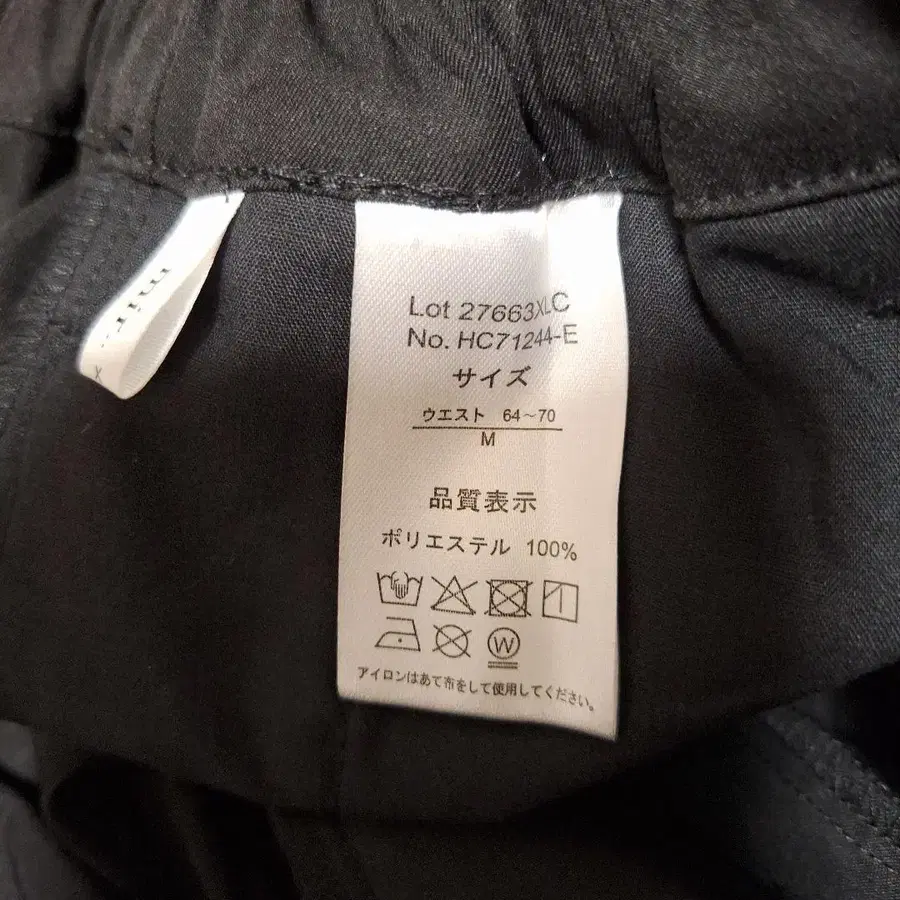 Lot 27663XLC
No. HC71244-E
サイズ
ウエスト 64～70
M
品質表示
ポリエステル 100%
W
アイロンはあて布をして使用してください。